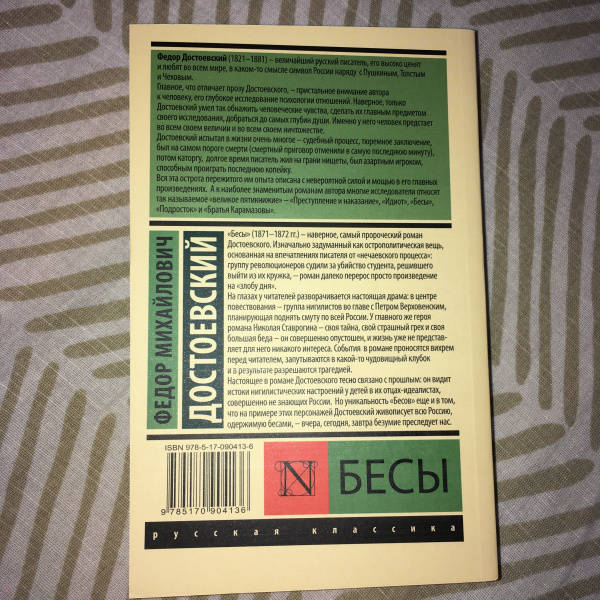 Федор Достоевский (1821–1881) – величайший русский писатель, его высоко ценят
и любят во всем мире, в каком-то смысле символ России наряду с Пушкиным, Толстым
и Чеховым.
Главное, что отличает прозу Достоевского, – пристальное внимание автора
к человеку, его глубокое исследование психологии отношений. Наверное, только
Достоевский умел так обнажить человеческие чувства, сделать их главным предметом
своего исследования, добраться до самых глубин души. Именно у него человек предстает
во всем своем величии и во всем своем ничтожестве.
Достоевский испытал в жизни очень многое – судебный процесс, тюремное заключение,
был на самом пороге смерти (смертный приговор отменили в самую последнюю минуту),
потом каторгу, долгое время писатель жил на грани нищеты, был азартным игроком,
способным проиграть последнюю копейку.
Вся эта острота пережитого им опыта описана с невероятной силой и мощью в его главных
произведениях. А к наиболее знаменитым романам автора многие исследователи относят
так называемое «великое пятикнижие» – «Преступление и наказание», «Идиот», «Бесы»,
«Подросток» и «Братья Карамазовы».
ФЕДОР МИХАЙЛОВИЧ
ДОСТОЕВСКИЙ
«Бесы» (1871–1872 гг.) – наверное, самый пророческий роман
Достоевского. Изначально задуманный как остропoлитическая вещь,
основанная на впечатлениях писателя от «нечаевского процесса»:
группу революционеров судили за убийство студента, решившего
выйти из их кружка, – роман далеко перерос просто произведение
на «злобу дня».
На глазах у читателей разворачивается настоящая драма: в центре
повествования – группа нигилистов во главе с Петром Верховенским,
планирующая поднять смуту по всей России. У главного же героя
романа Николая Ставрогина – своя тайна, свой страшный грех и своя
большая беда – он совершенно опустошен, и жизнь уже не представ-
ляет для него никакого интереса. События в романе проносятся вихрем
перед читателем, запутываются в какой-то чудовищный клубок
и в результате разрешаются трагедией.
Настоящее в романе Достоевского тесно связано с прошлым: он видит
истоки нигилистических настроений у детей в их отцах-идеалистах,
совершенно не знающих России. Но уникальность «Бесов» еще и в том,
что на примере этих персонажей Достоевский живописует всю Россию,
одержимую бесами, – вчера, сегодня, завтра безумие преследует нас.
ISBN 978-5-17-090413-6
9 785170 904136
N
БЕСЫ
русская классика